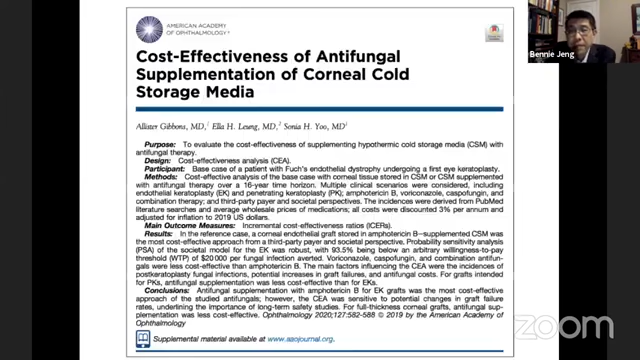 AMERICAN ACADEMY
OF OPHTHALMOLOGY®
Bennie Jeng
Cost-Effectiveness of Antifungal
Supplementation of Corneal Cold
Storage Media
Allister Gibbons, MD,1 Ella H. Leung, MD,2 Sonia H. Yoo, MD1
Purpose: To evaluate the cost-effectiveness of supplementing hypothermic cold storage media (CSM) with
antifungal therapy.
Design: Cost-effectiveness analysis (CEA).
Participant: Base case of a patient with Fuch's endothelial dystrophy undergoing a first eye keratoplasty.
Methods: Cost-effective analysis of the base case with corneal tissue stored in CSM or CSM supplemented
with antifungal therapy over a 16-year time horizon. Multiple clinical scenarios were considered, including
endothelial keratoplasty (EK) and penetrating keratoplasty (PK); amphotericin B, voriconazole, caspofungin, and
combination therapy; and third-party payer and societal perspectives. The incidences were derived from PubMed
literature searches and average wholesale prices of medications; all costs were discounted 3% per annum and
adjusted for inflation to 2019 US dollars.
Main Outcome Measures: Incremental cost-effectiveness ratios (ICERs).
Results: In the reference case, a corneal endothelial graft stored in amphotericin B–supplemented CSM was
the most cost-effective approach from a third-party payer and societal perspective. Probability sensitivity analysis
(PSA) of the societal model for the EK was robust, with 93.5% being below an arbitrary willingness-to-pay
threshold (WTP) of $20 000 per fungal infection averted. Voriconazole, caspofungin, and combination antifun-
gals were less cost-effective than amphotericin B. The main factors influencing the CEA were the incidences of
postkeratoplasty fungal infections, potential increases in graft failures, and antifungal costs. For grafts intended
for PKs, antifungal supplementation was less cost-effective than for EKs.
Conclusions: Antifungal supplementation with amphotericin B for EK grafts was the most cost-effective
approach of the studied antifungals; however, the CEA was sensitive to potential changes in graft failure
rates, underlining the importance of long-term safety studies. For full-thickness corneal grafts, antifungal sup-
plementation was less cost-effective. Ophthalmology 2020;127:582-588 © 2019 by the American Academy of
Ophthalmology
Supplemental material available at www.aaojournal.org.
zoom